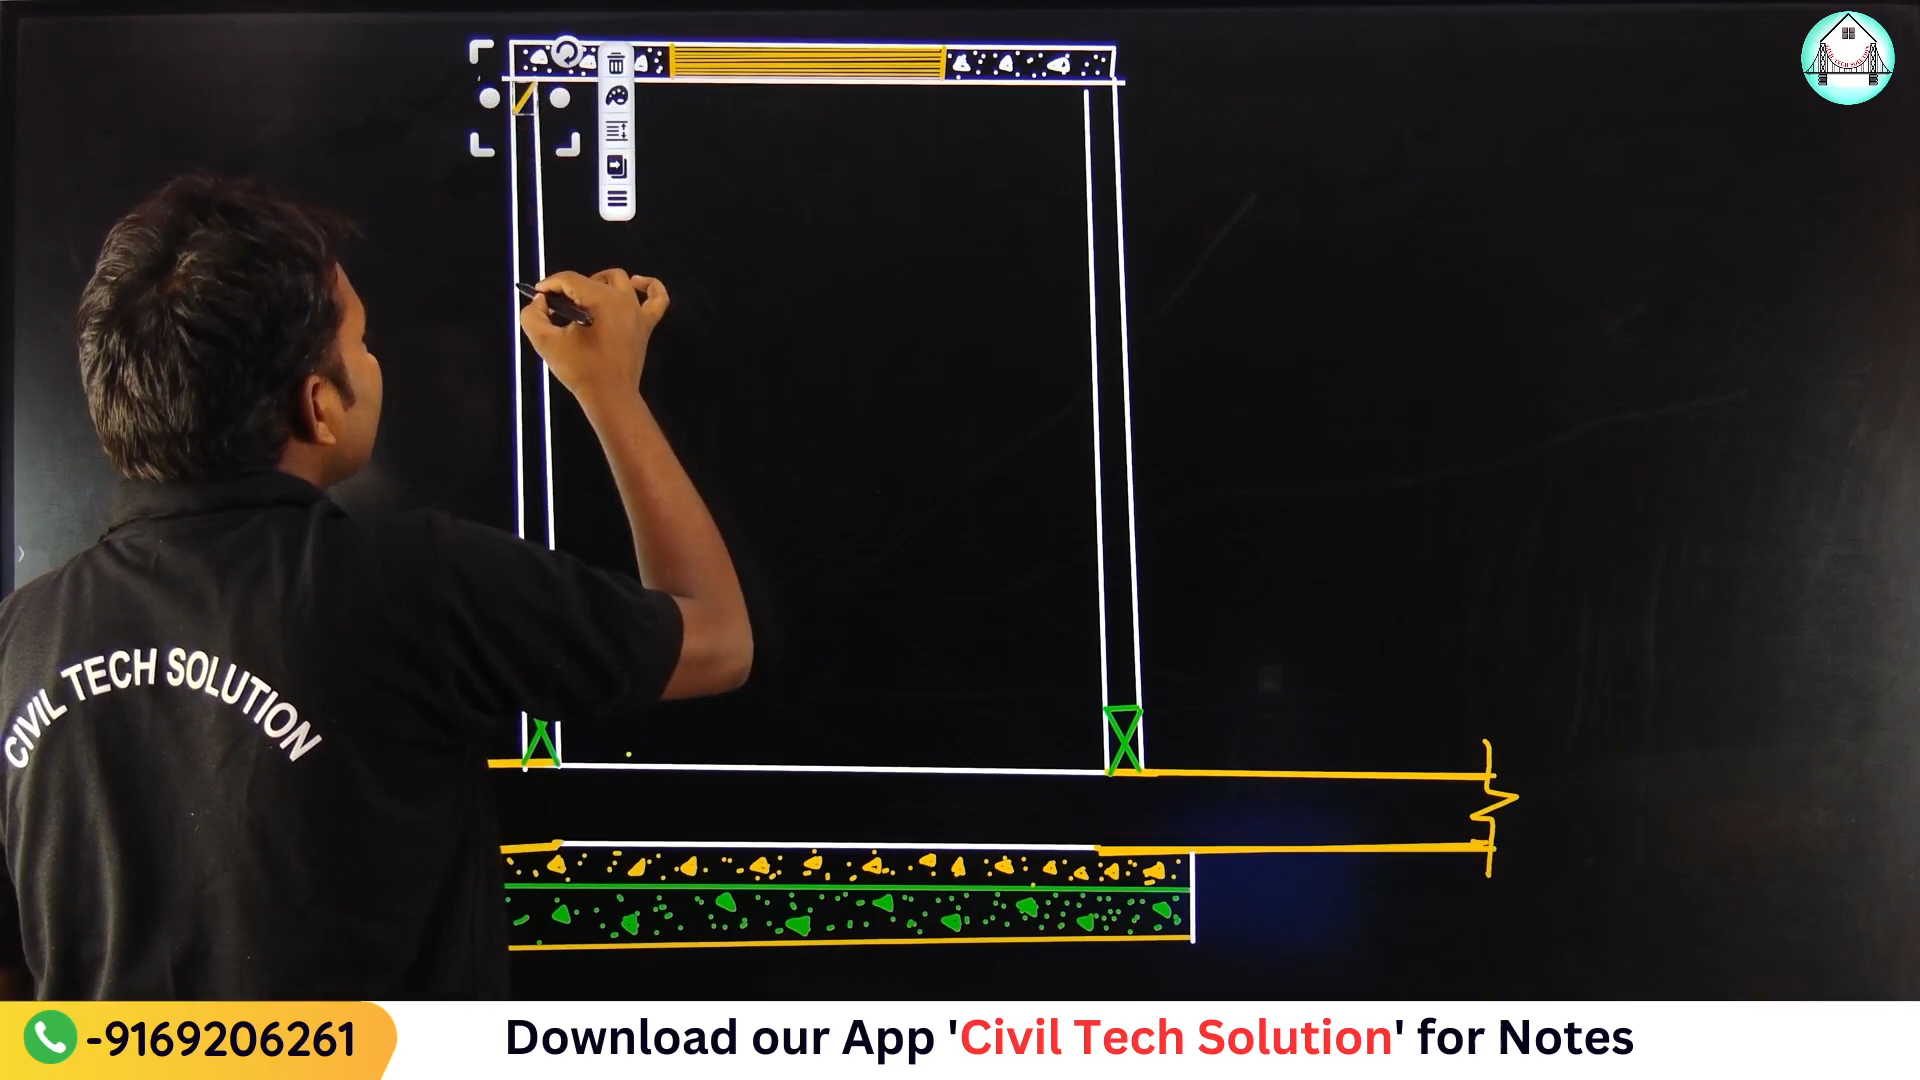 CIVIL TECH SOLUTION
-9169206261
Download our App 'Civil Tech Solution' for Notes